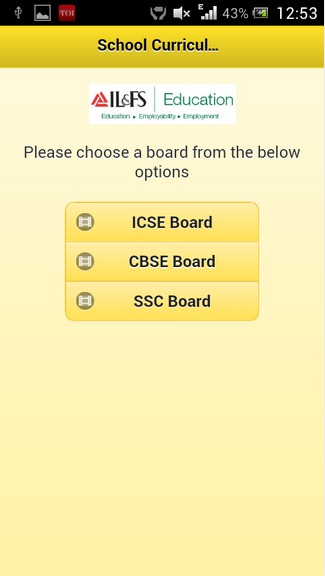 TOI E 43% 12:53
School Curricul...
IL&FS Education
Education • Employability • Employment
Please choose a board from the below
options
ICSE Board
CBSE Board
SSC Board